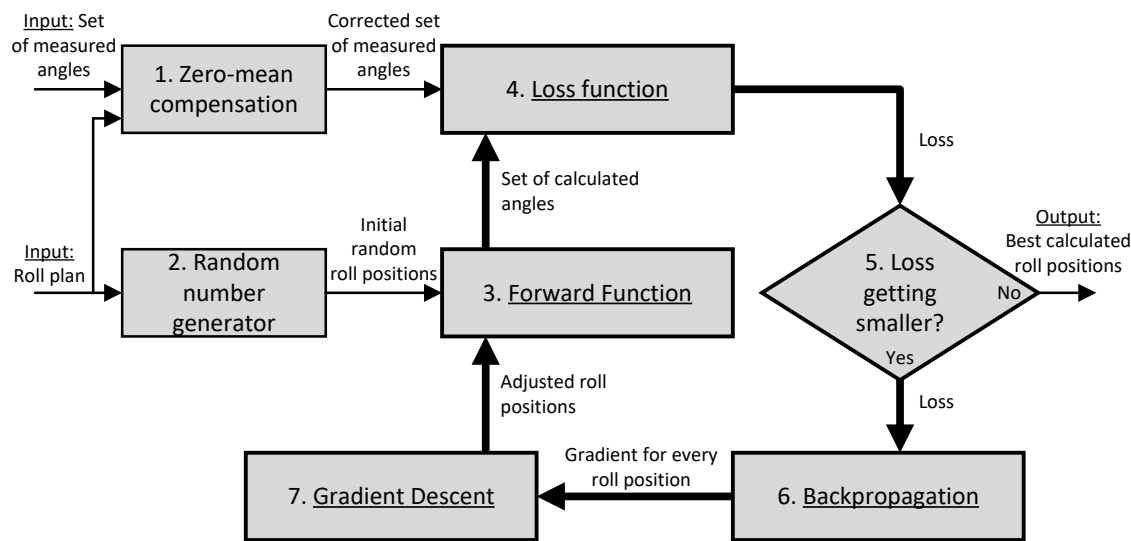 Input: Set
of measured
angles
1. Zero-mean
compensation
Corrected set
of measured
angles
4. Loss function
Loss
Set of calculated
angles
Input:
Roll plan
2. Random
number
generator
Initial
random
roll positions
3. Forward Function
5. Loss
getting
smaller?
No
Yes
Output:
Best calculated
roll positions
Loss
Adjusted roll
positions
7. Gradient Descent
Gradient for every
roll position
6. Backpropagation